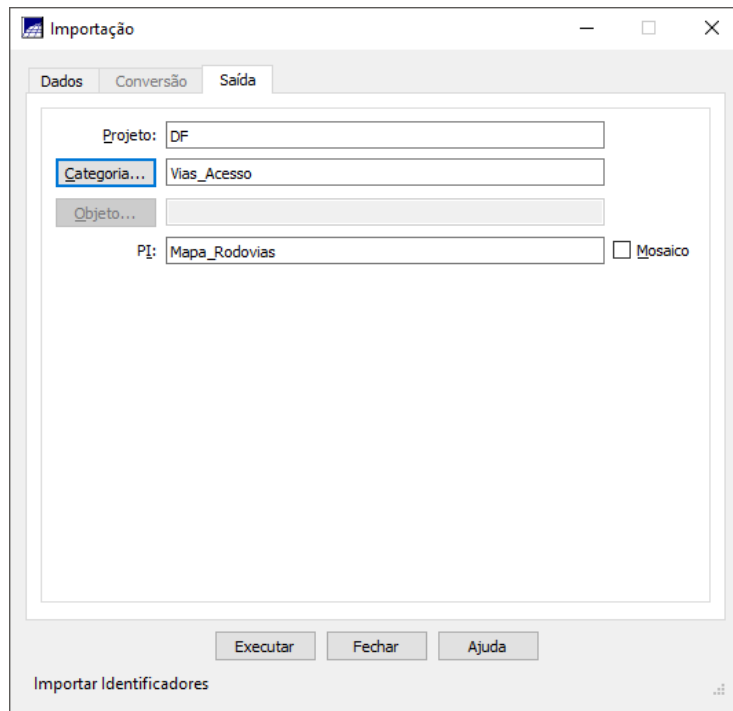 Importação
Dados Conversão Saída
Projeto: DF
Categoria... Vias_Acesso
Objeto...
PI: Mapa_Rodovias Mosaico
Executar Fechar Ajuda
Importar Identificadores